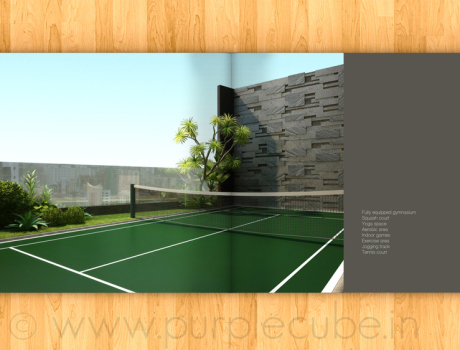 Fully equipped gymnasium
Squash court
Yoga space
Aerobic area
Indoor games
Exercise area
Jogging track
Tennis court
© www.purplecube.in